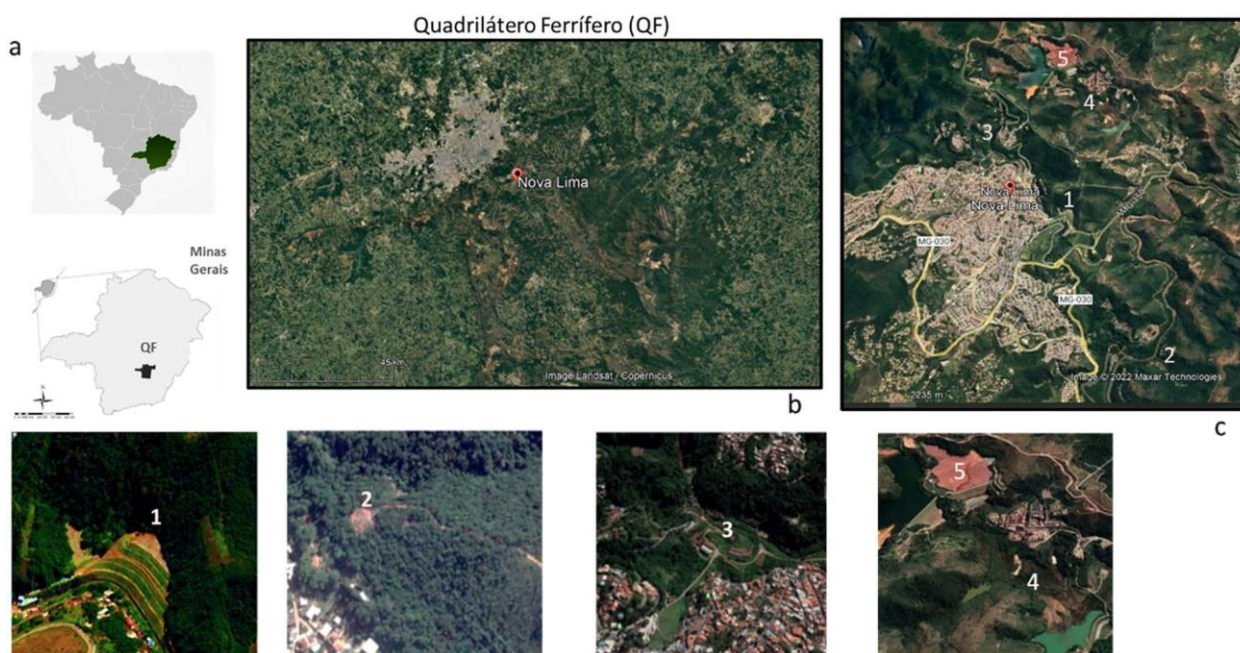 Quadrilátero Ferrífero (QF)
a
Minas
Gerais
QF
N
Nova Lima
45 km
Image Landsat / Copernicus
b
5
4
3
Nova Lima
Nova Lima
1
MG-030
MG-030
2
Image © 2022 Maxar Technologies
2235 m
c
1
2
3
5
4